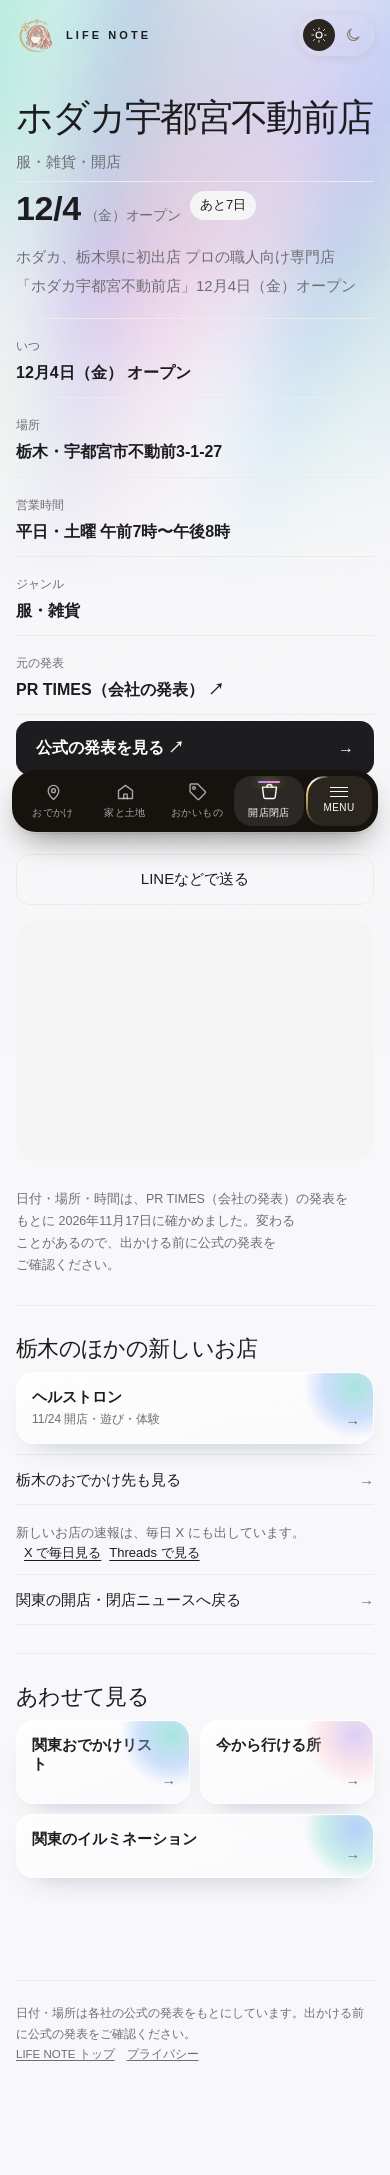 LIFE NOTE
ホダカ宇都宮不動前店
服・雑貨・開店
12/4 （金）オープン あと7日
ホダカ、栃木県に初出店 プロの職人向け専門店
「ホダカ宇都宮不動前店」12月4日（金）オープン
いつ
12月4日（金） オープン
場所
栃木・宇都宮市不動前3-1-27
営業時間
平日・土曜 午前7時〜午後8時
ジャンル
服・雑貨
元の発表
PR TIMES（会社の発表） ↗
公式の発表を見る ↗ →
おでかけ 家と土地 おかいもの 開店閉店 MENU
LINEなどで送る
日付・場所・時間は、PR TIMES（会社の発表）の発表を
もとに 2026年11月17日に確かめました。変わる
ことがあるので、出かける前に公式の発表を
ご確認ください。
栃木のほかの新しいお店
ヘルストロン
11/24 開店・遊び・体験 →
栃木のおでかけ先も見る →
新しいお店の速報は、毎日 X にも出しています。
X で毎日見る Threads で見る
関東の開店・閉店ニュースへ戻る →
あわせて見る
関東おでかけリス
ト →
今から行ける所 →
関東のイルミネーション →
日付・場所は各社の公式の発表をもとにしています。出かける前
に公式の発表をご確認ください。
LIFE NOTE トップ プライバシー